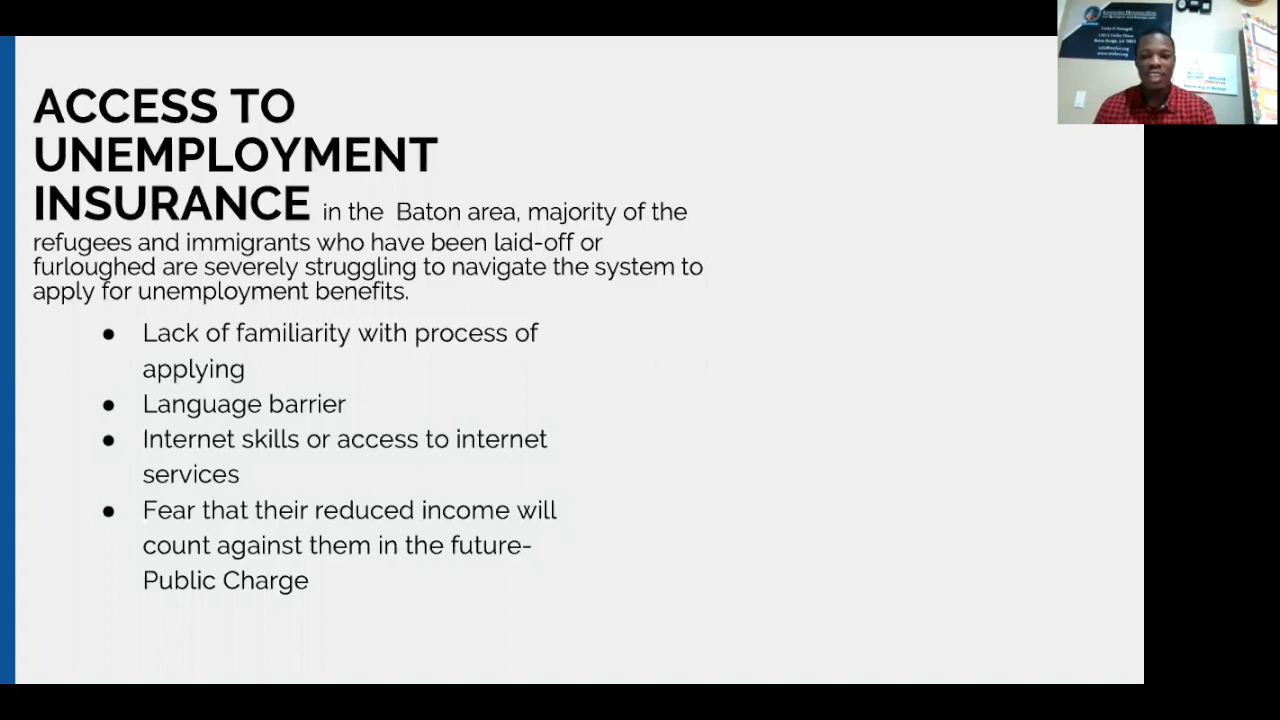 ACCESS TO
UNEMPLOYMENT
INSURANCE in the Baton area, majority of the
refugees and immigrants who have been laid-off or
furloughed are severely struggling to navigate the system to
apply for unemployment benefits.
● Lack of familiarity with process of
applying
● Language barrier
● Internet skills or access to internet
services
● Fear that their reduced income will
count against them in the future-
Public Charge